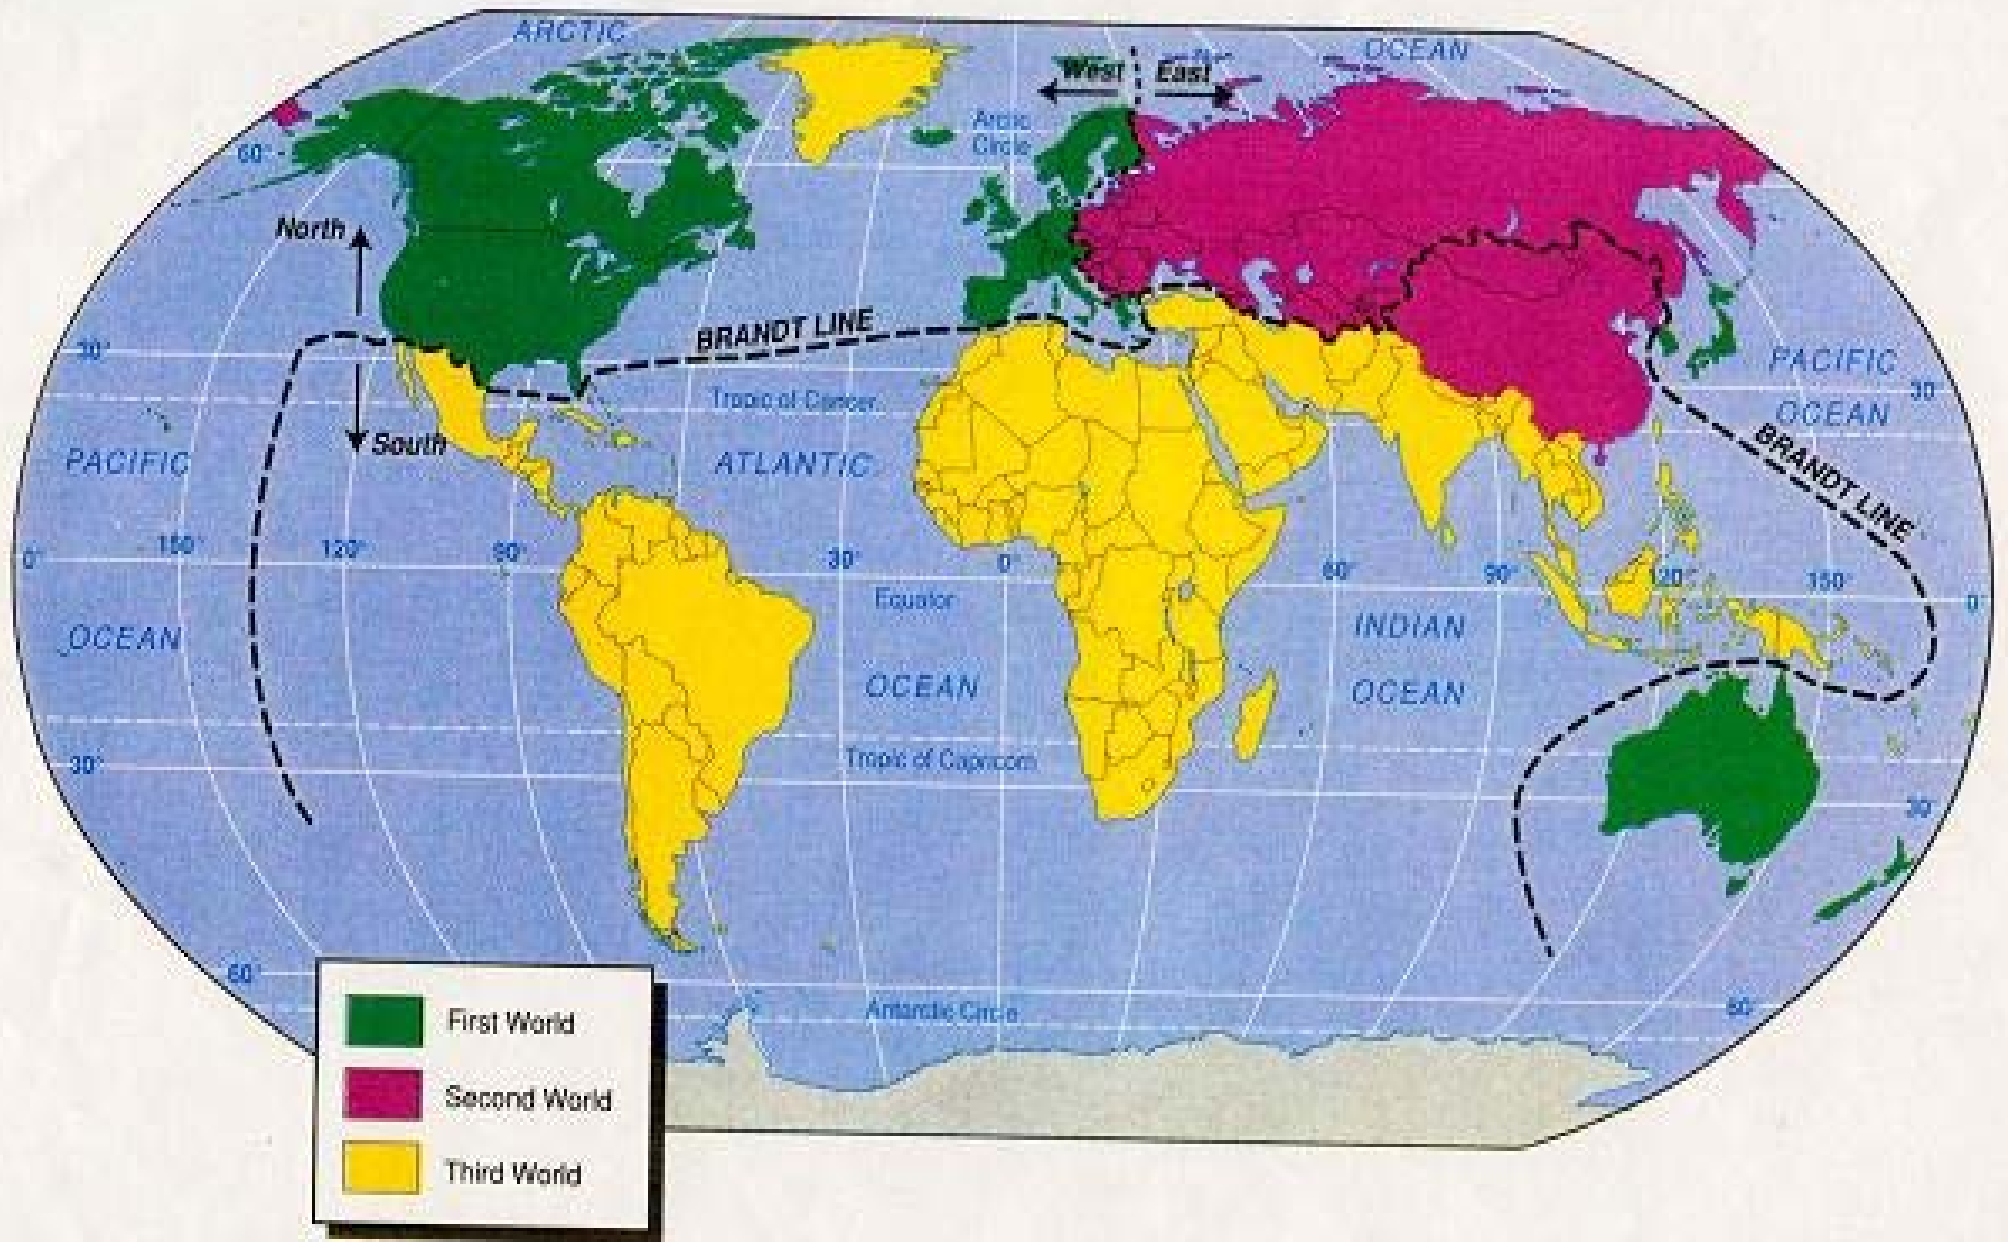 ARCTIC
OCEAN
West
East
Arctic
Circle
60°
North
BRANDT LINE
30°
PACIFIC
OCEAN
30°
Tropic of Cancer
South
PACIFIC
ATLANTIC
BRANDT LINE
0°
150°
120°
90°
30°
0°
60°
90°
120°
150°
0°
Equator
INDIAN
OCEAN
OCEAN
OCEAN
30°
Tropic of Capricorn
30°
60°
Antarctic Circle
60°
First World
Second World
Third World